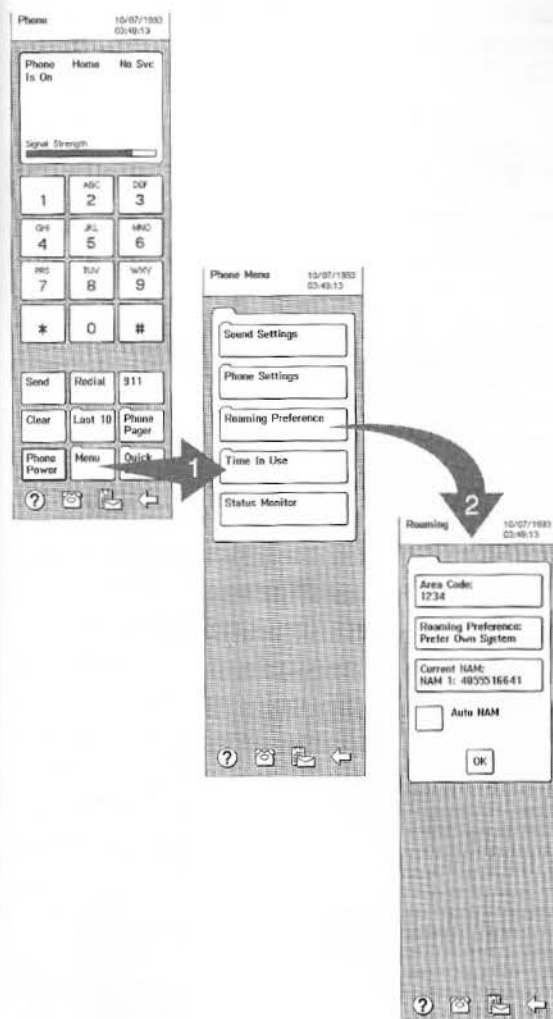 Phone 10/07/1993
03:49:13
Phone Home No Svc
Is On
Signal Strength
ABC DEF
1 2 3
GHI JKL MNO
4 5 6
PRS TUV WXY
7 8 9
* 0 #
Send Redial 911
Clear Last 10 Phone
Pager
Phone Menu Quick
Power
1
Phone Menu 10/07/1993
03:49:13
Sound Settings
Phone Settings
Roaming Preference
Time In Use
Status Monitor
2
Roaming 10/07/1993
03:49:13
Area Code:
1234
Roaming Preference:
Prefer Own System
Current NAM:
NAM 1: 4055516641
Auto NAM
OK
?
?
?